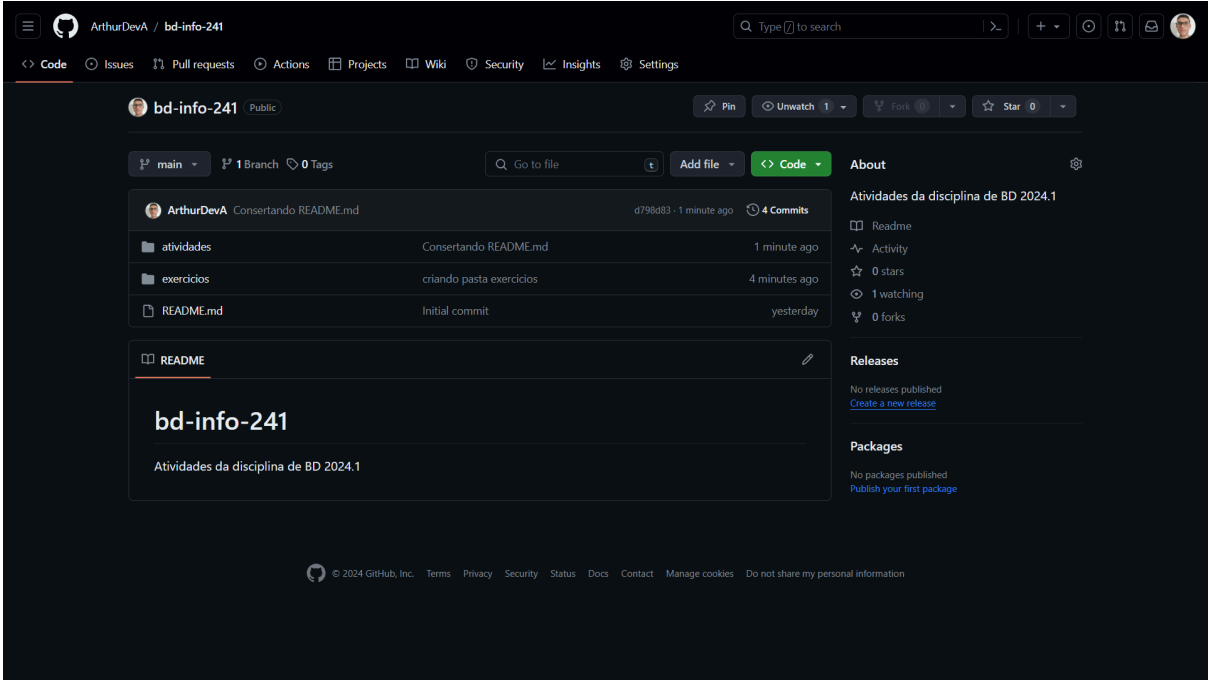 ArthurDevA / bd-info-241
Type / to search
Code Issues Pull requests Actions Projects Wiki Security Insights Settings
bd-info-241 Public
Pin Unwatch 1 Fork 0 Star 0
main 1 Branch 0 Tags
Go to file t Add file Code
ArthurDevA Consertando README.md d798d83 · 1 minute ago 4 Commits
atividades Consertando README.md 1 minute ago
exercicios criando pasta exercicios 4 minutes ago
README.md Initial commit yesterday
README
bd-info-241
Atividades da disciplina de BD 2024.1
About
Atividades da disciplina de BD 2024.1
Readme
Activity
0 stars
1 watching
0 forks
Releases
No releases published
Create a new release
Packages
No packages published
Publish your first package
© 2024 GitHub, Inc. Terms Privacy Security Status Docs Contact Manage cookies Do not share my personal information